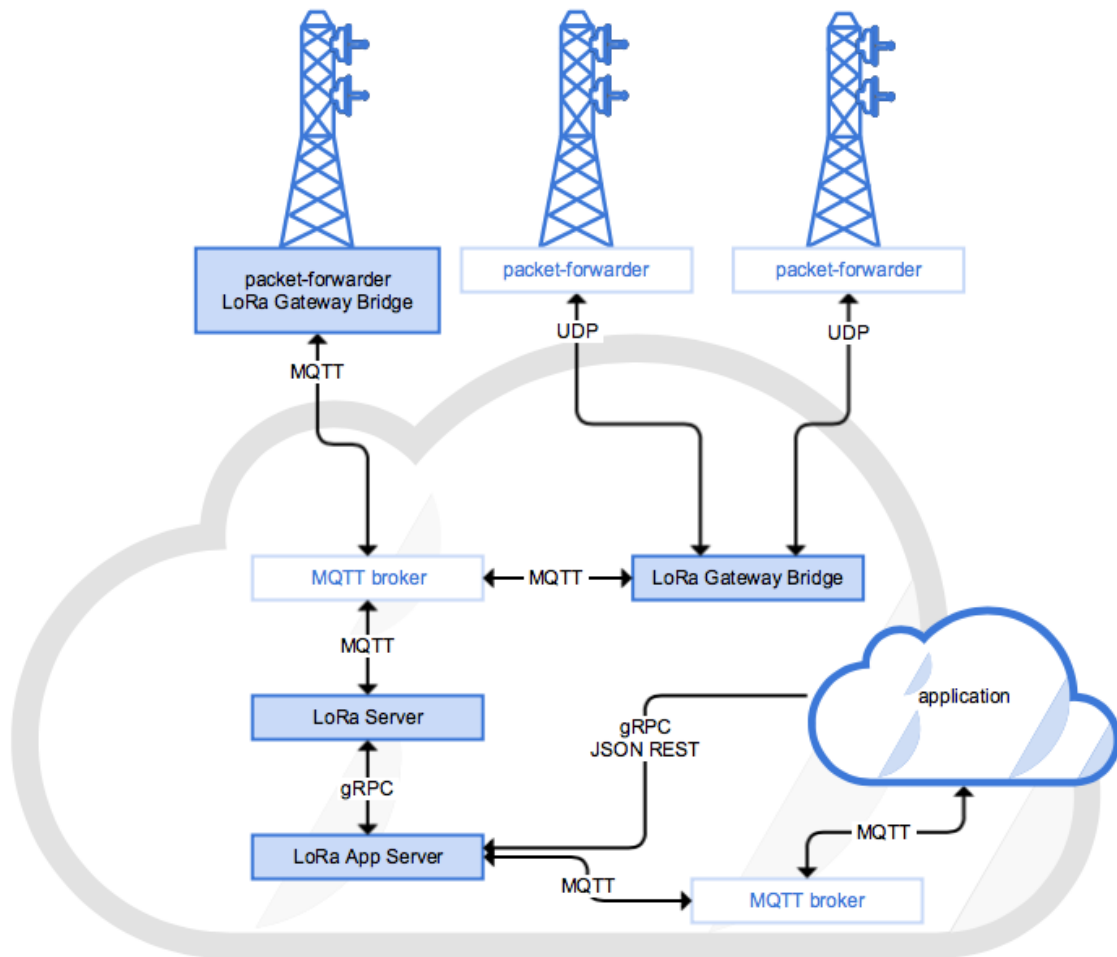 packet-forwarder
LoRa Gateway Bridge
packet-forwarder
packet-forwarder
UDP
UDP
MQTT
MQTT broker
MQTT
LoRa Gateway Bridge
MQTT
application
LoRa Server
gRPC
JSON REST
gRPC
MQTT
LoRa App Server
MQTT
MQTT broker